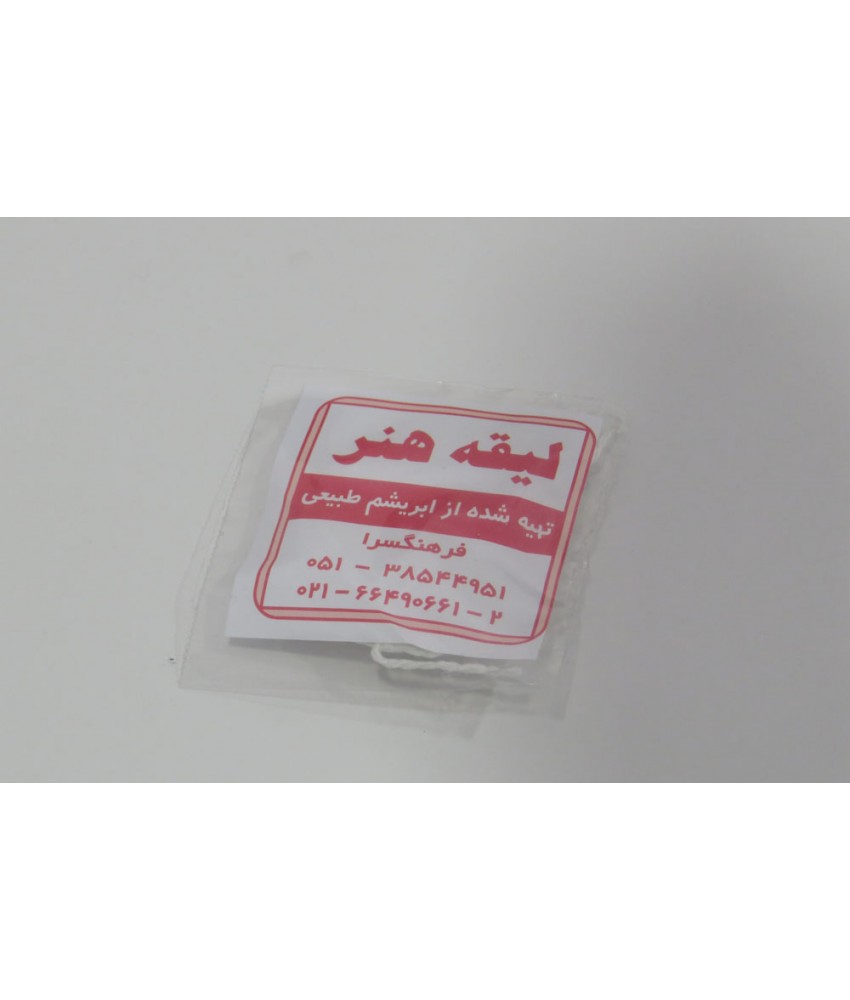 لیقه هنر
تهیه شده از ابریشم طبیعی
فرهنگسرا
۰۵۱ - ۳۸۵۴۴۹۵۱
۰۲۱ - ۶۶۴۹۰۶۶۱ - ۲